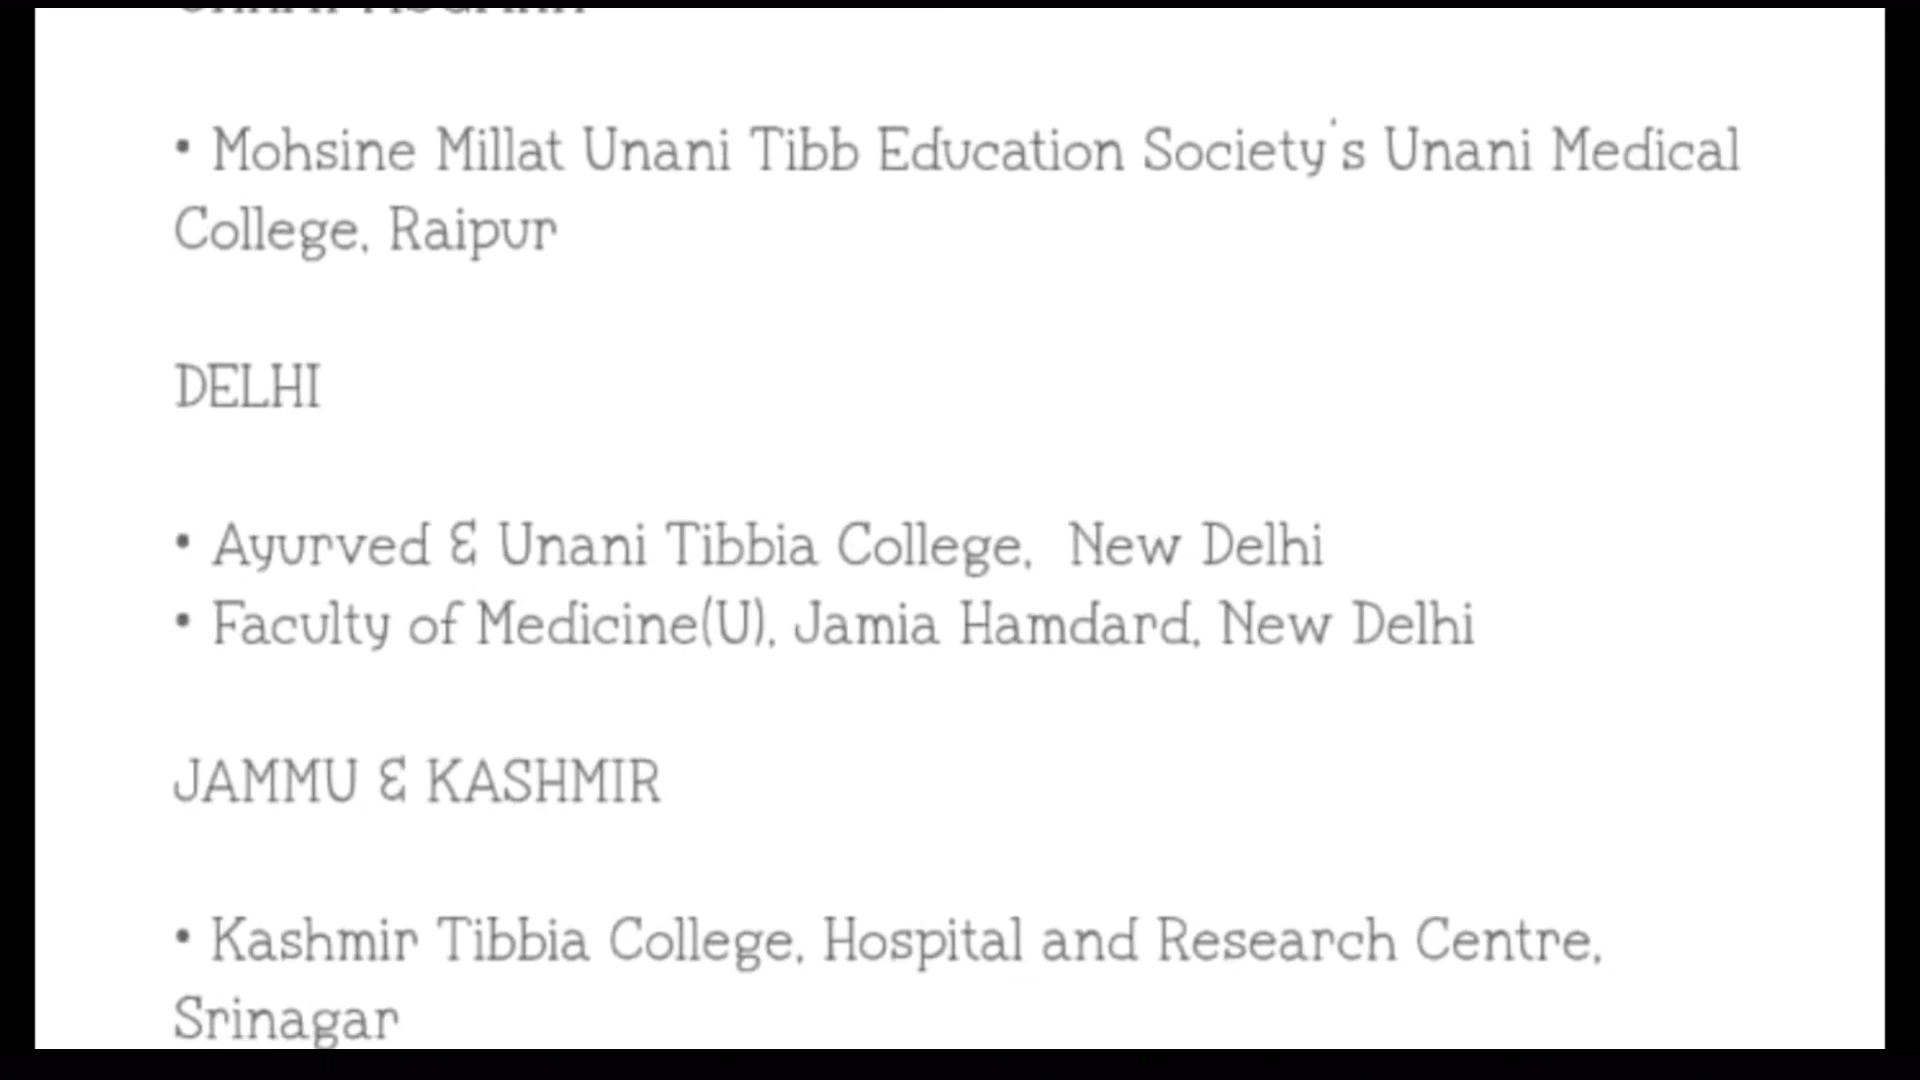 • Mohsine Millat Unani Tibb Education Society's Unani Medical
College, Raipur
DELHI
• Ayurved & Unani Tibbia College, New Delhi
• Faculty of Medicine(U), Jamia Hamdard, New Delhi
JAMMU & KASHMIR
• Kashmir Tibbia College, Hospital and Research Centre,
Srinagar